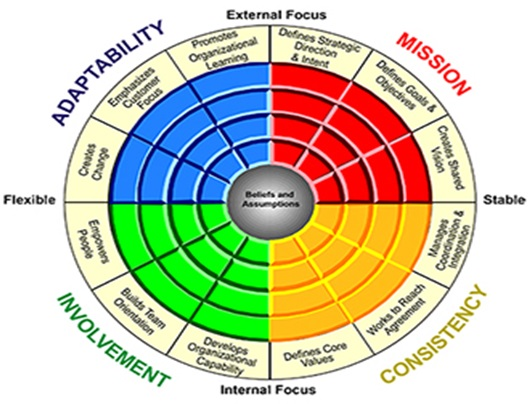 External Focus
ADAPTABILITY
MISSION
Promotes
Organizational
Learning
Defines Strategic
Direction
& Intent
Emphasizes
Customer
Focus
Defines Goals &
Objectives
Creates
Change
Creates Shared
Vision
Flexible
Beliefs and
Assumptions
Stable
Empowers
People
Manages
Coordination &
Integration
Builds Team
Orientation
Works to Reach
Agreement
Develops
Organizational
Capability
Defines Core
Values
INVOLVEMENT
CONSISTENCY
Internal Focus